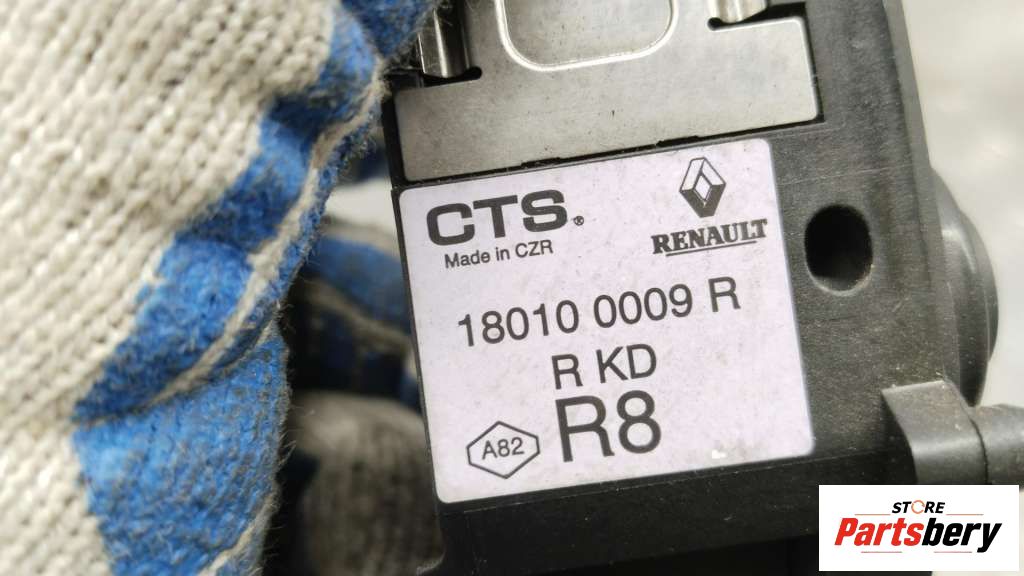 CTS®
Made in CZR
RENAULT
18010 0009 R
R KD
A82
R8
STORE
Partsbery